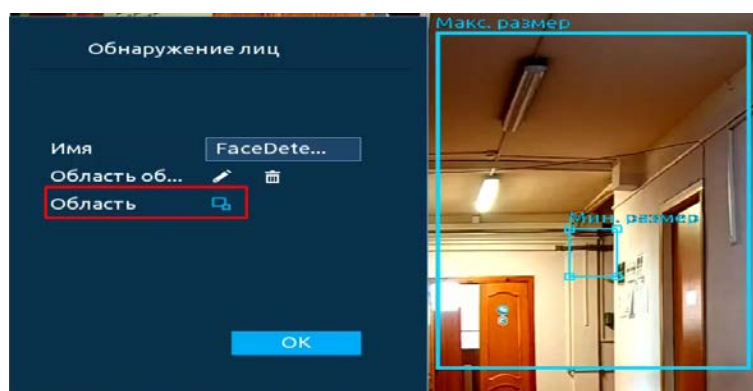 Обнаружение лиц
Имя
FaceDete...
Область об...
Область
OK
Макс. размер
Мин. размер